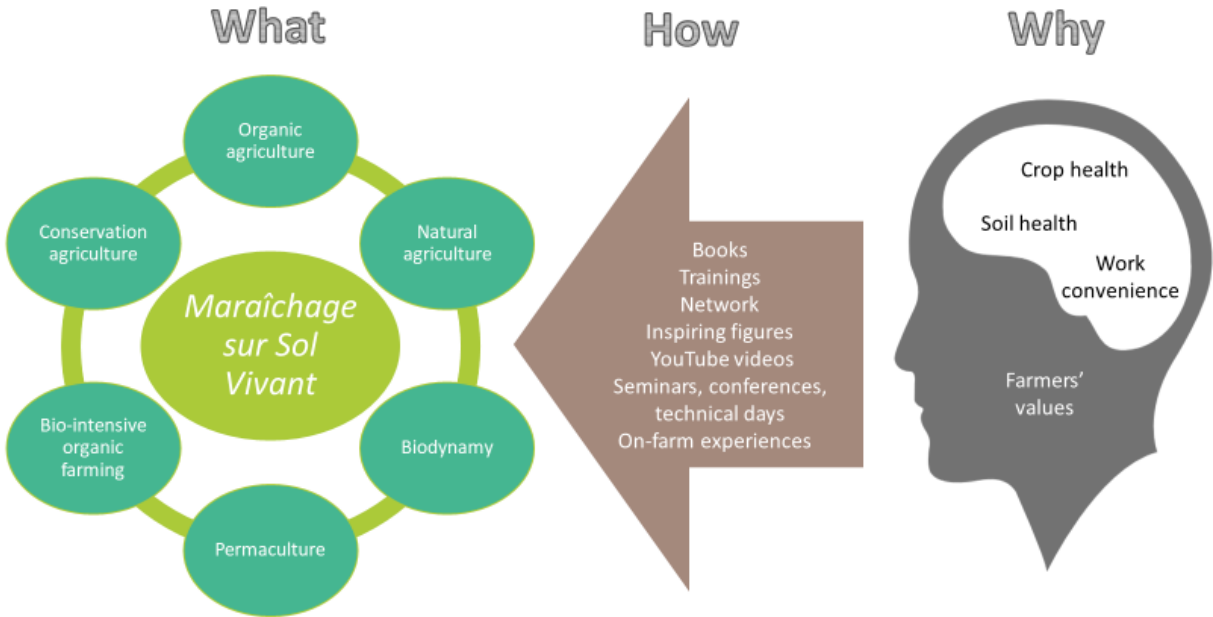 What
How
Why
Organic
agriculture
Conservation
agriculture
Natural
agriculture
Maraîchage
sur Sol
Vivant
Bio-intensive
organic
farming
Biodynamy
Permaculture
Books
Trainings
Network
Inspiring figures
YouTube videos
Seminars, conferences,
technical days
On-farm experiences
Crop health
Soil health
Work
convenience
Farmers'
values